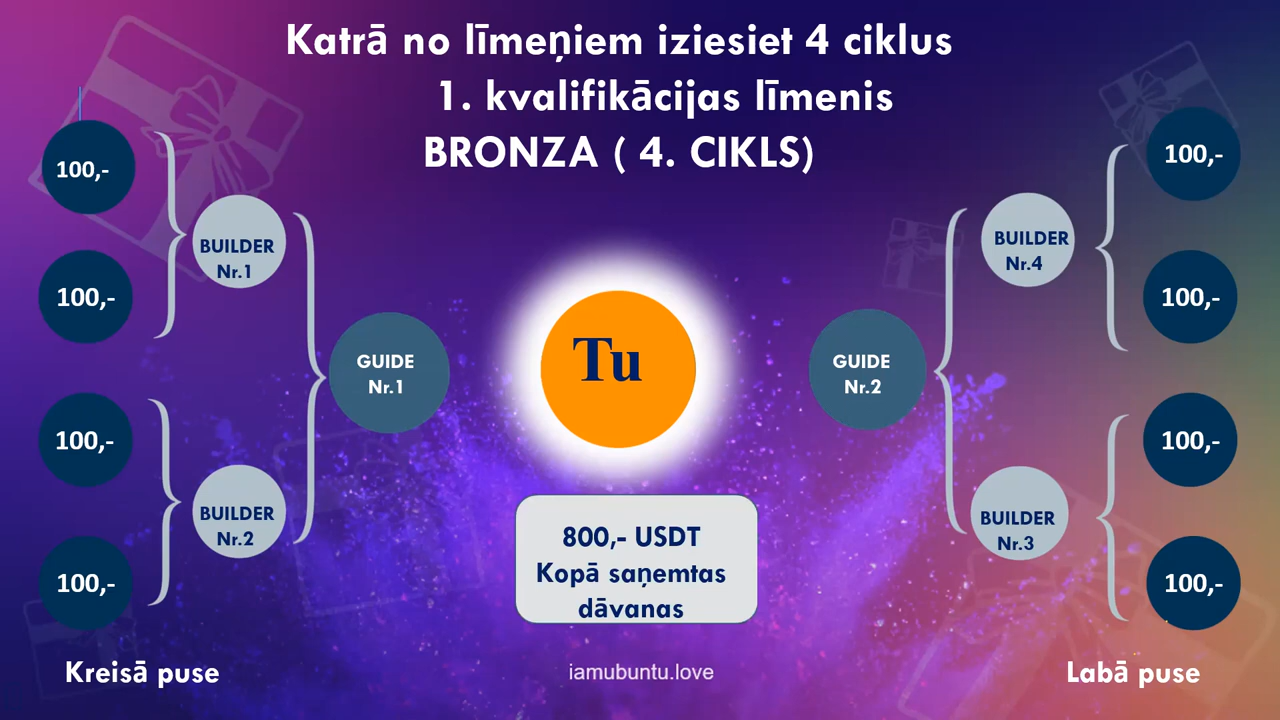 Katrā no līmeņiem iziesiet 4 ciklus
1. kvalifikācijas līmenis
BRONZA ( 4. CIKLS)
100,-
100,-
100,-
100,-
BUILDER
Nr.1
BUILDER
Nr.2
GUIDE
Nr.1
Tu
GUIDE
Nr.2
BUILDER
Nr.4
BUILDER
Nr.3
100,-
100,-
100,-
100,-
800,- USDT
Kopā saņemtas
dāvanas
Kreisā puse
iamubuntu.love
Labā puse